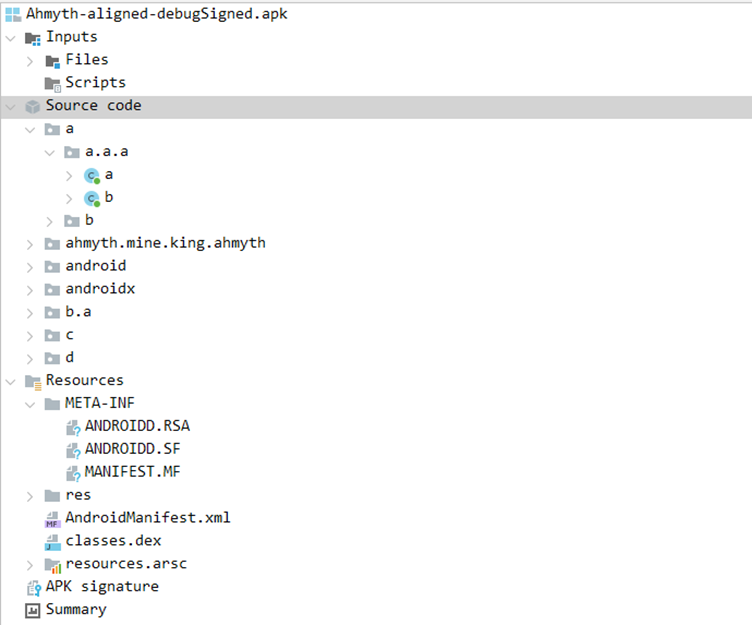 Ahmyth-aligned-debugSigned.apk
Inputs
Files
Scripts
Source code
a
a.a.a
a
b
b
ahmyth.mine.king.ahmyth
android
androidx
b.a
c
d
Resources
META-INF
ANDROIDD.RSA
ANDROIDD.SF
MANIFEST.MF
res
AndroidManifest.xml
classes.dex
resources.arsc
APK signature
Summary